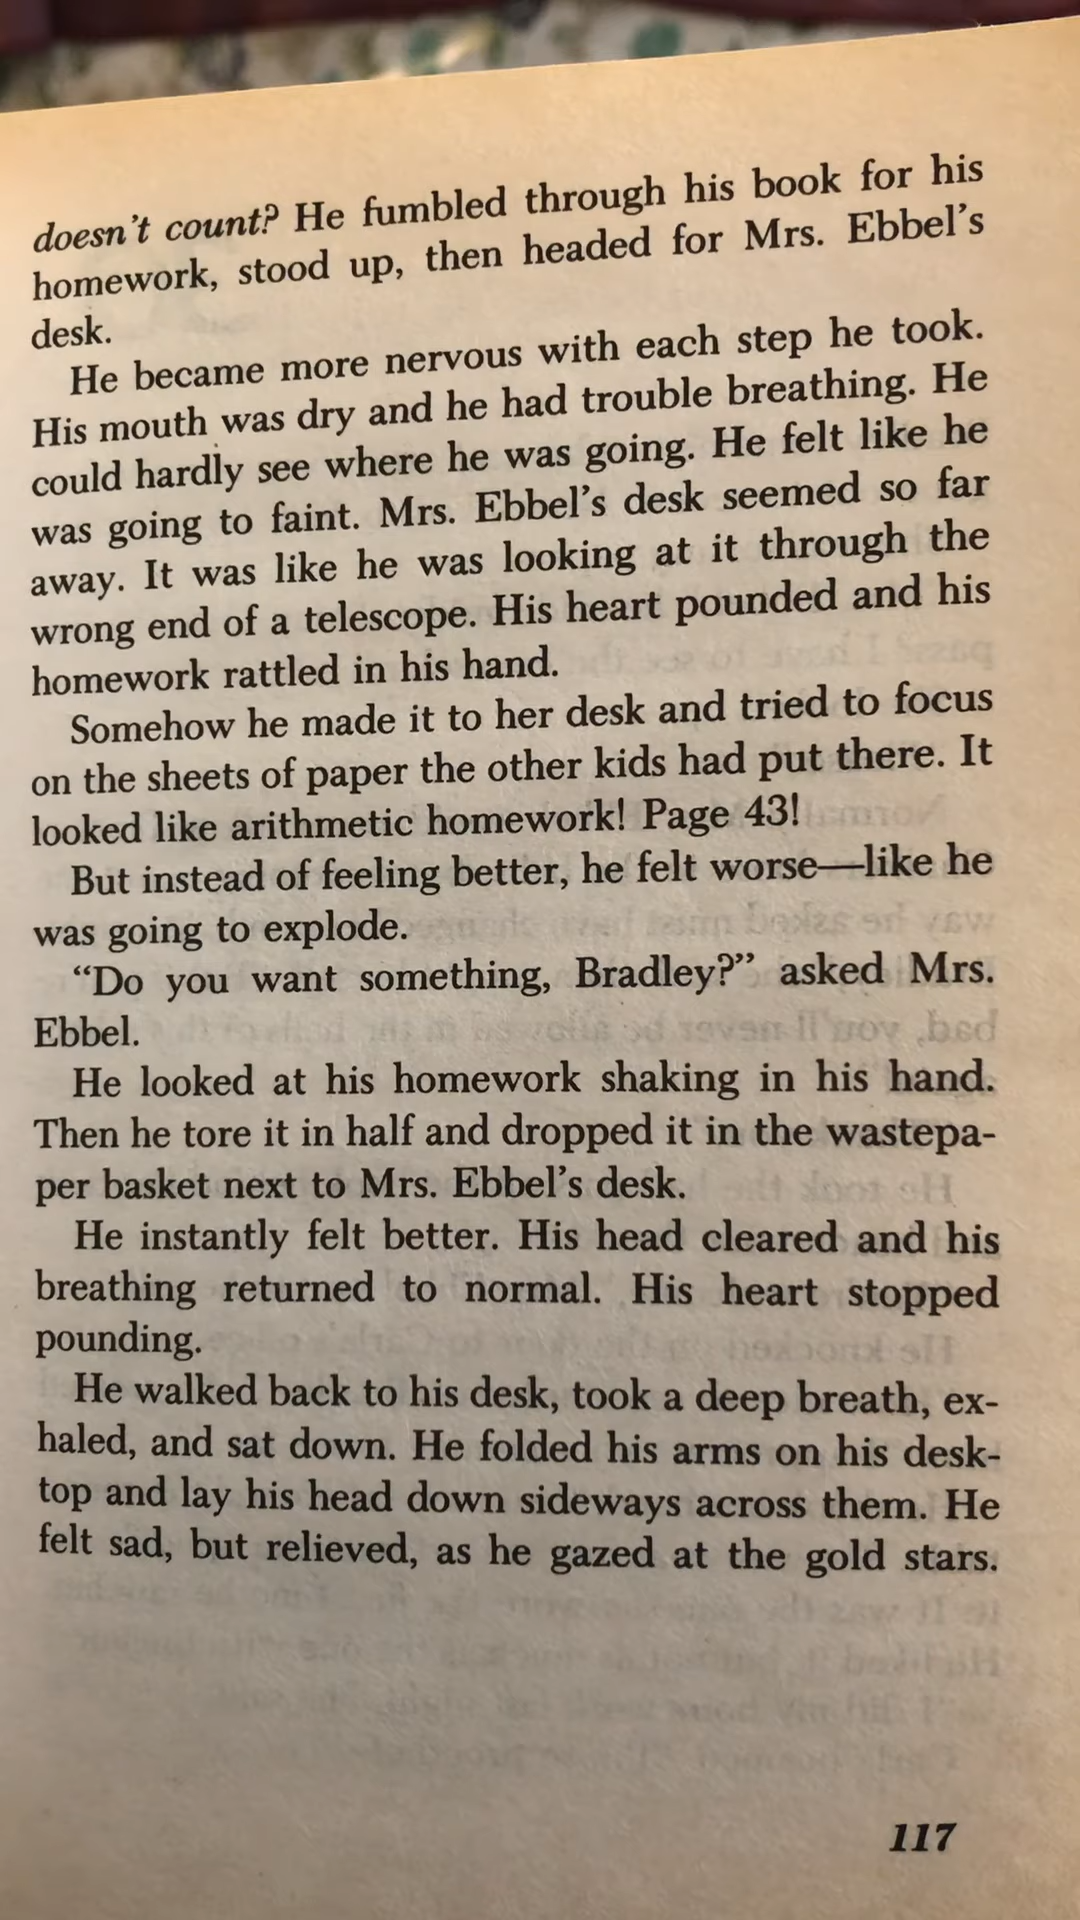 doesn't count? He fumbled through his book for his
homework, stood up, then headed for Mrs. Ebbel's
desk.
He became more nervous with each step he took.
His mouth was dry and he had trouble breathing. He
could hardly see where he was going. He felt like he
was going to faint. Mrs. Ebbel's desk seemed so far
away. It was like he was looking at it through the
wrong end of a telescope. His heart pounded and his
homework rattled in his hand.
Somehow he made it to her desk and tried to focus
on the sheets of paper the other kids had put there. It
looked like arithmetic homework! Page 43!
But instead of feeling better, he felt worse—like he
was going to explode.
“Do you want something, Bradley?” asked Mrs.
Ebbel.
He looked at his homework shaking in his hand.
Then he tore it in half and dropped it in the wastepa-
per basket next to Mrs. Ebbel's desk.
He instantly felt better. His head cleared and his
breathing returned to normal. His heart stopped
pounding.
He walked back to his desk, took a deep breath, ex-
haled, and sat down. He folded his arms on his desk-
top and lay his head down sideways across them. He
felt sad, but relieved, as he gazed at the gold stars.
117